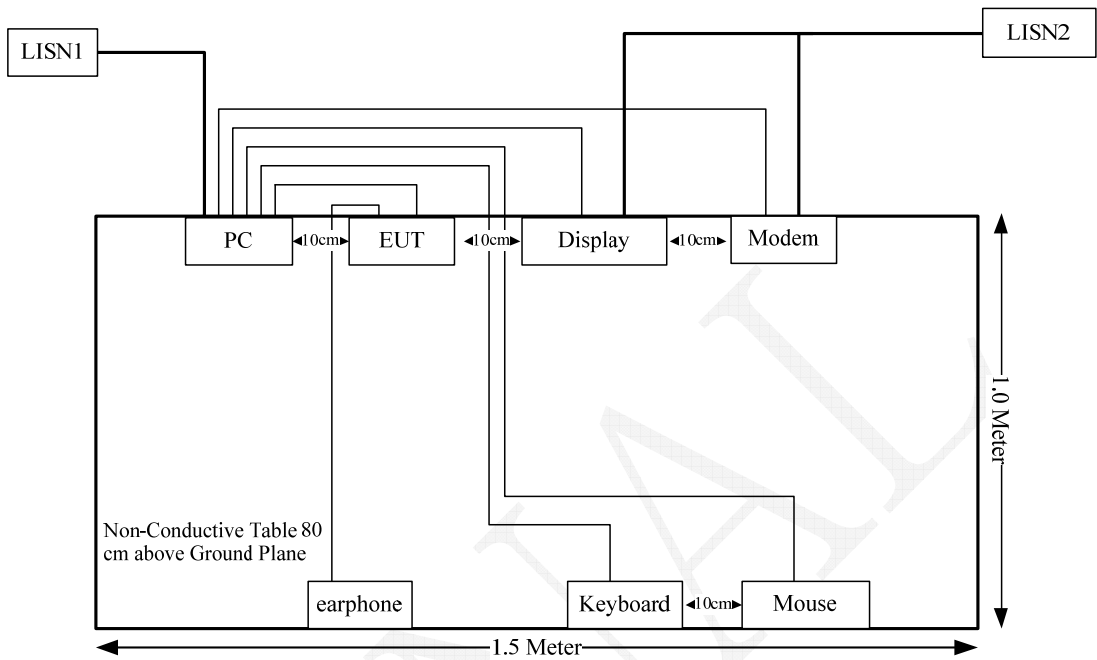 LISN1
LISN2
PC
10cm
EUT
10cm
Display
10cm
Modem
1.0 Meter
Non-Conductive Table 80
cm above Ground Plane
earphone
Keyboard
10cm
Mouse
1.5 Meter